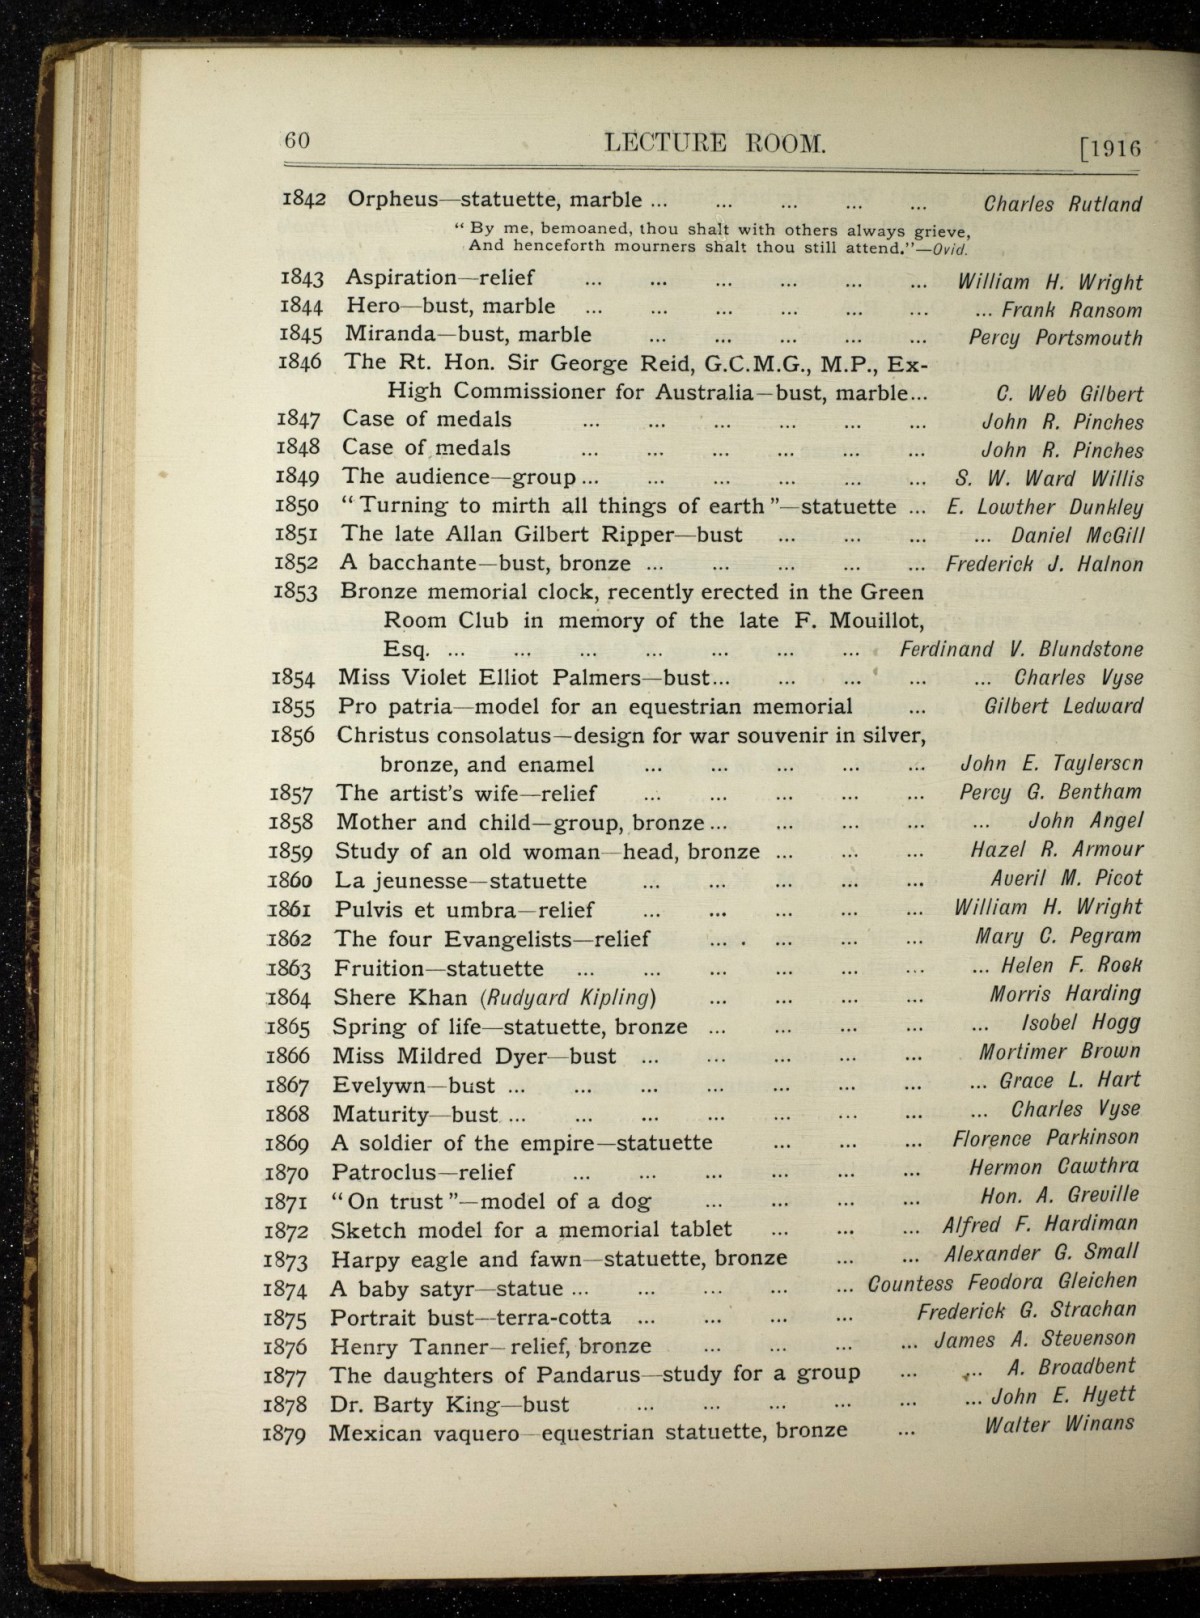 60 LECTURE ROOM. [1916
1842 Orpheus—statuette, marble ... ... ... ... ... Charles Rutland
“ By me, bemoaned, thou shalt with others always grieve,
And henceforth mourners shalt thou still attend.”—Ovid.
1843 Aspiration—relief ... ... ... ... ... ... William H. Wright
1844 Hero—bust, marble ... ... ... ... ... ... ... Frank Ransom
1845 Miranda—bust, marble ... ... ... ... ... Percy Portsmouth
1846 The Rt. Hon. Sir George Reid, G.C.M.G., M.P., Ex-
High Commissioner for Australia—bust, marble... C. Web Gilbert
1847 Case of medals ... ... ... ... ... ... John R. Pinches
1848 Case of medals ... ... ... ... ... ... John R. Pinches
1849 The audience—group ... ... ... ... ... ... S. W. Ward Willis
1850 “ Turning to mirth all things of earth ”—statuette ... E. Lowther Dunkley
1851 The late Allan Gilbert Ripper—bust ... ... ... ... Daniel McGill
1852 A bacchante—bust, bronze ... ... ... ... ... Frederick J. Halnon
1853 Bronze memorial clock, recently erected in the Green
Room Club in memory of the late F. Mouillot,
Esq. ... ... ... ... ... ... ... Ferdinand V. Blundstone
1854 Miss Violet Elliot Palmers—bust... ... ... ... ... Charles Vyse
1855 Pro patria—model for an equestrian memorial ... Gilbert Ledward
1856 Christus consolatus—design for war souvenir in silver,
bronze, and enamel ... ... ... ... ... John E. Taylerson
1857 The artist’s wife—relief ... ... ... ... ... Percy G. Bentham
1858 Mother and child—group, bronze ... ... ... ... ... John Angel
1859 Study of an old woman—head, bronze ... ... ... Hazel R. Armour
1860 La jeunesse—statuette ... ... ... ... ... Averil M. Picot
1861 Pulvis et umbra—relief ... ... ... ... ... William H. Wright
1862 The four Evangelists—relief ... ... ... ... Mary C. Pegram
1863 Fruition—statuette ... ... ... ... ... ... ... Helen F. Rock
1864 Shere Khan (Rudyard Kipling) ... ... ... ... Morris Harding
1865 Spring of life—statuette, bronze ... ... ... ... ... Isobel Hogg
1866 Miss Mildred Dyer—bust ... ... ... ... ... Mortimer Brown
1867 Evelywn—bust ... ... ... ... ... ... ... ... Grace L. Hart
1868 Maturity—bust ... ... ... ... ... ... ... ... Charles Vyse
1869 A soldier of the empire—statuette ... ... ... Florence Parkinson
1870 Patroclus—relief ... ... ... ... ... ... Hermon Cawthra
1871 “ On trust ”—model of a dog ... ... ... ... Hon. A. Greville
1872 Sketch model for a memorial tablet ... ... ... Alfred F. Hardiman
1873 Harpy eagle and fawn—statuette, bronze ... ... Alexander G. Small
1874 A baby satyr—statue ... ... ... ... ... Countess Feodora Gleichen
1875 Portrait bust—terra-cotta ... ... ... ... Frederick G. Strachan
1876 Henry Tanner—relief, bronze ... ... ... ... James A. Stevenson
1877 The daughters of Pandarus—study for a group ... ... A. Broadbent
1878 Dr. Barty King—bust ... ... ... ... ... ... John E. Hyett
1879 Mexican vaquero—equestrian statuette, bronze ... Walter Winans